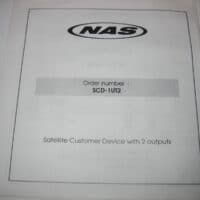 NAS
Order number :
SCD-1U12
Satellite Customer Device with 2 outputs